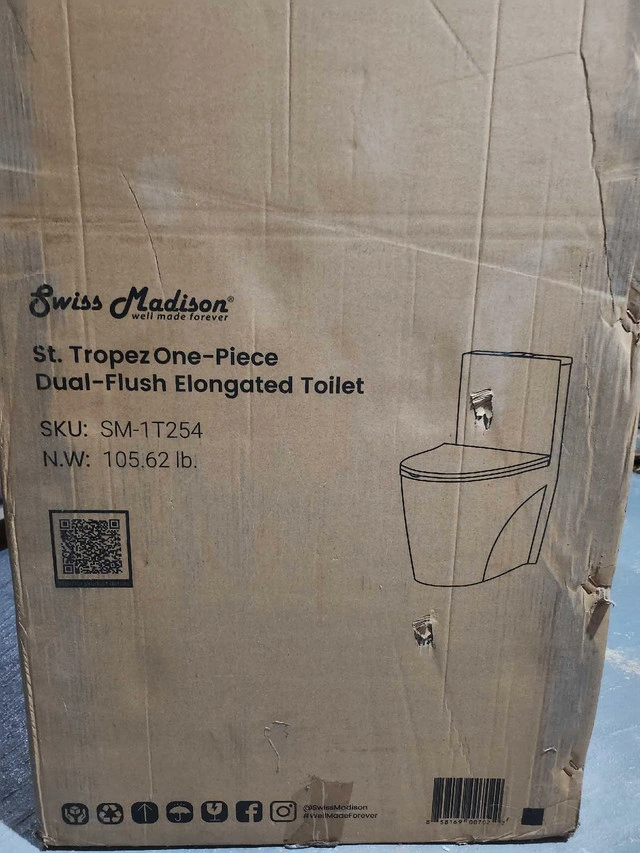 Swiss Madison®
well made forever
St. Tropez One-Piece
Dual-Flush Elongated Toilet
SKU: SM-1T254
N.W: 105.62 lb.
@SwissMadison
#WellMadeForever